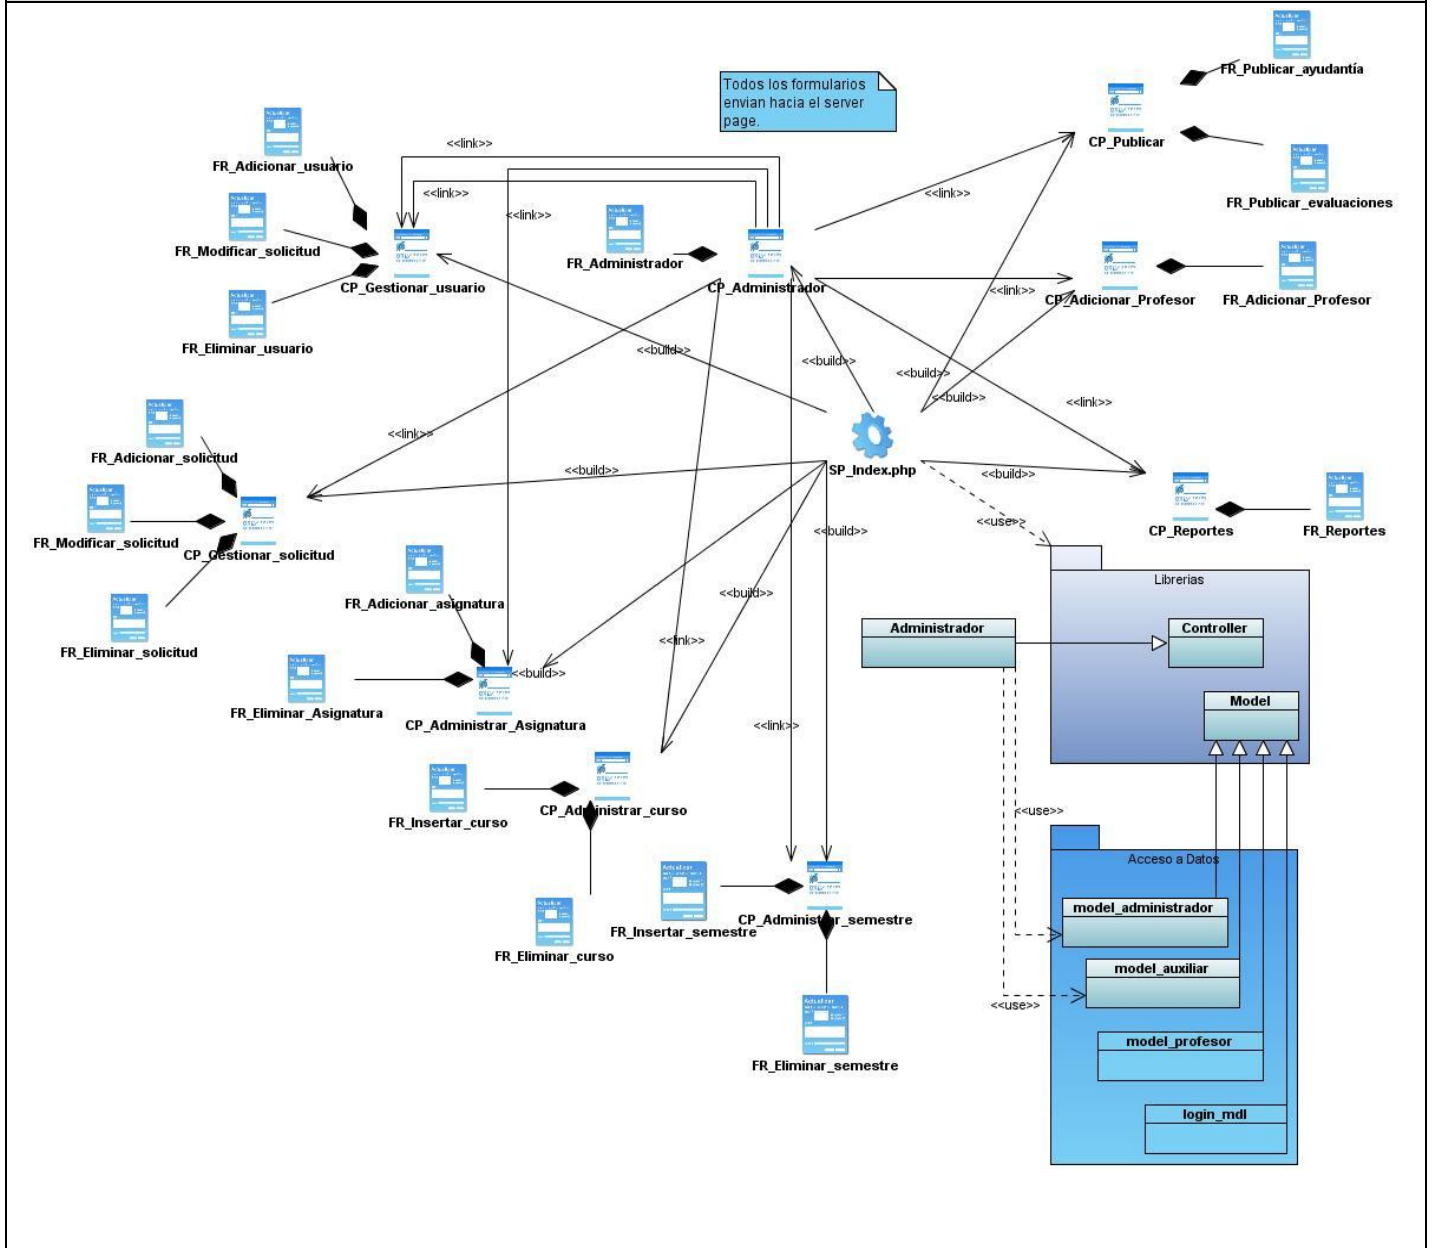 FR_Publicar_ayudantía
Todos los formularios
envian hacia el server
page.
CP_Publicar
<<link>>
FR_Adicionar_usuario
<<link>>
<<link>>
FR_Publicar_evaluaciones
<<link>>
FR_Modificar_solicitud
FR_Administrador
CP_Gestionar_usuario
CP_Administrador
<<link>>
CP_Adicionar_Profesor
FR_Adicionar_Profesor
FR_Eliminar_usuario
<<build>>
<<build>>
<<build>>
<<build>>
<<link>>
<<link>>
FR_Adicionar_solicitud
SP_Index.php
<<build>>
<<build>>
<<use>>
<<build>>
CP_Reportes
FR_Reportes
FR_Modificar_solicitud
CP_Gestionar_solicitud
Librerias
FR_Adicionar_asignatura
<<build>>
Administrador
Controller
<<link>>
FR_Eliminar_solicitud
<<build>>
Model
FR_Eliminar_Asignatura
CP_Administrar_Asignatura
<<link>>
CP_Administrar_curso
FR_Insertar_curso
<<use>>
Acceso a Datos
model_administrador
CP_Administrar_semestre
FR_Insertar_semestre
FR_Eliminar_curso
model_auxiliar
<<use>>
model_profesor
FR_Eliminar_semestre
login_mdl